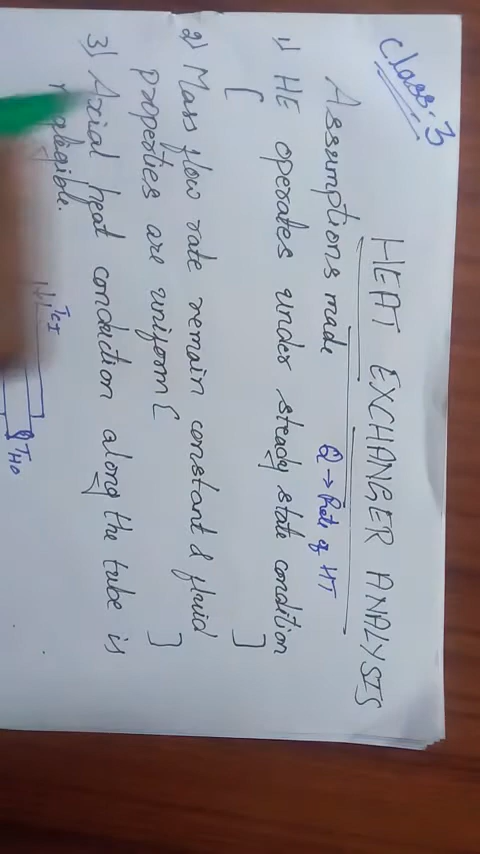 Class-3
HEAT EXCHANGER ANALYSIS
Assumptions made Q → Rate of HT
1) HE operates under steady state condition
[ ]
2) Mass flow rate remain constant & fluid
properties are uniform [ ]
3) Axial heat conduction along the tube is
negligible.
TCI
THO